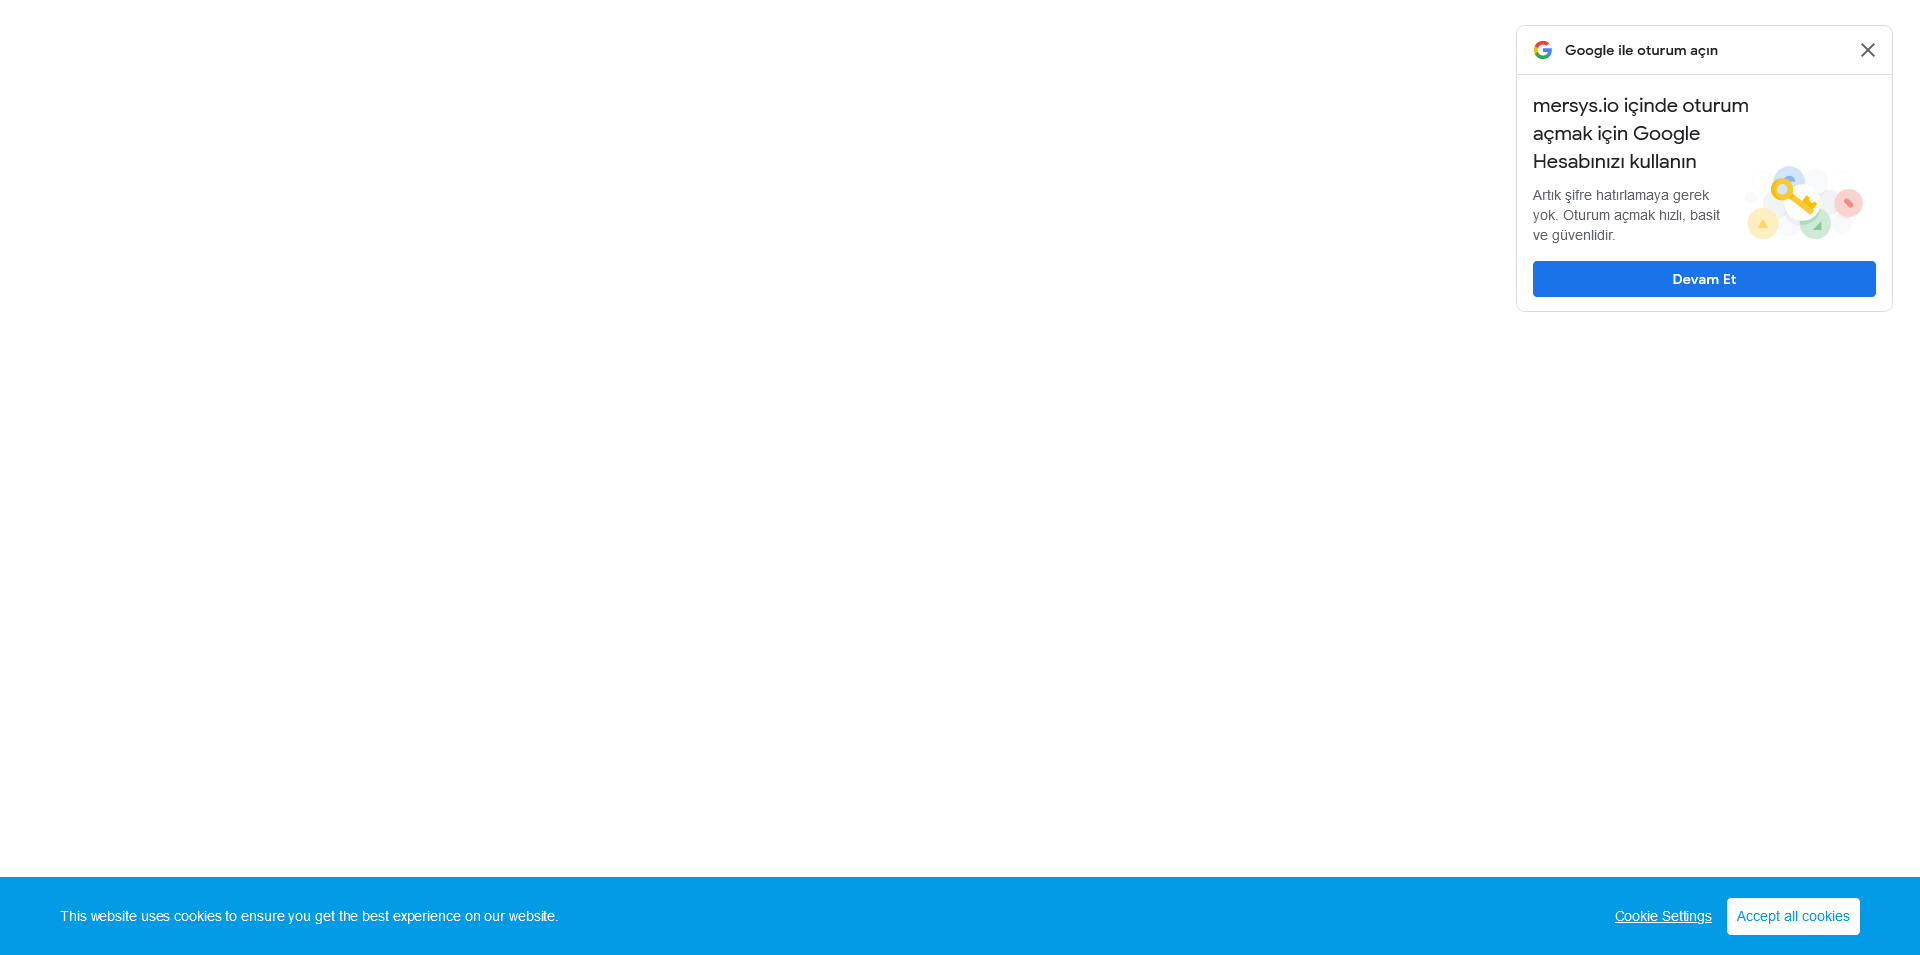 Google ile oturum açın
mersys.io içinde oturum
açmak için Google
Hesabınızı kullanın
Artık şifre hatırlamaya gerek
yok. Oturum açmak hızlı, basit
ve güvenlidir.
Devam Et
This website uses cookies to ensure you get the best experience on our website.
Cookie Settings
Accept all cookies